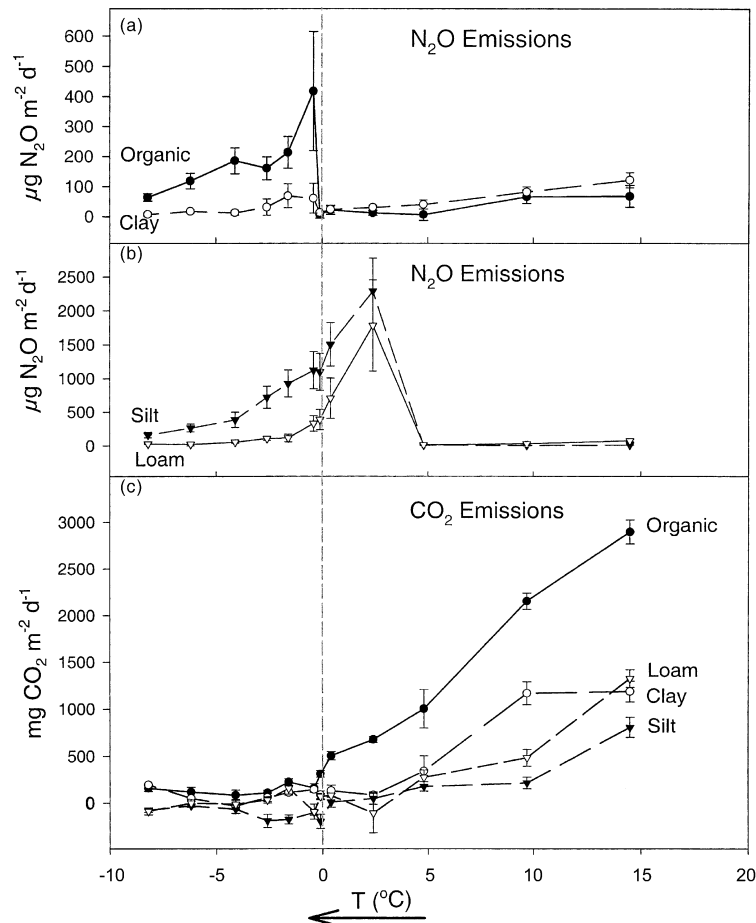 (a)
N₂O Emissions
600
500
400
300
200
100
0
µg N₂O m⁻² d⁻¹
Organic
Clay
(b)
N₂O Emissions
2500
2000
1500
1000
500
0
µg N₂O m⁻² d⁻¹
Silt
Loam
(c)
CO₂ Emissions
3000
2500
2000
1500
1000
500
0
mg CO₂ m⁻² d⁻¹
Organic
Loam
Clay
Silt
-10 -5 0 5 10 15 20
T (°C)